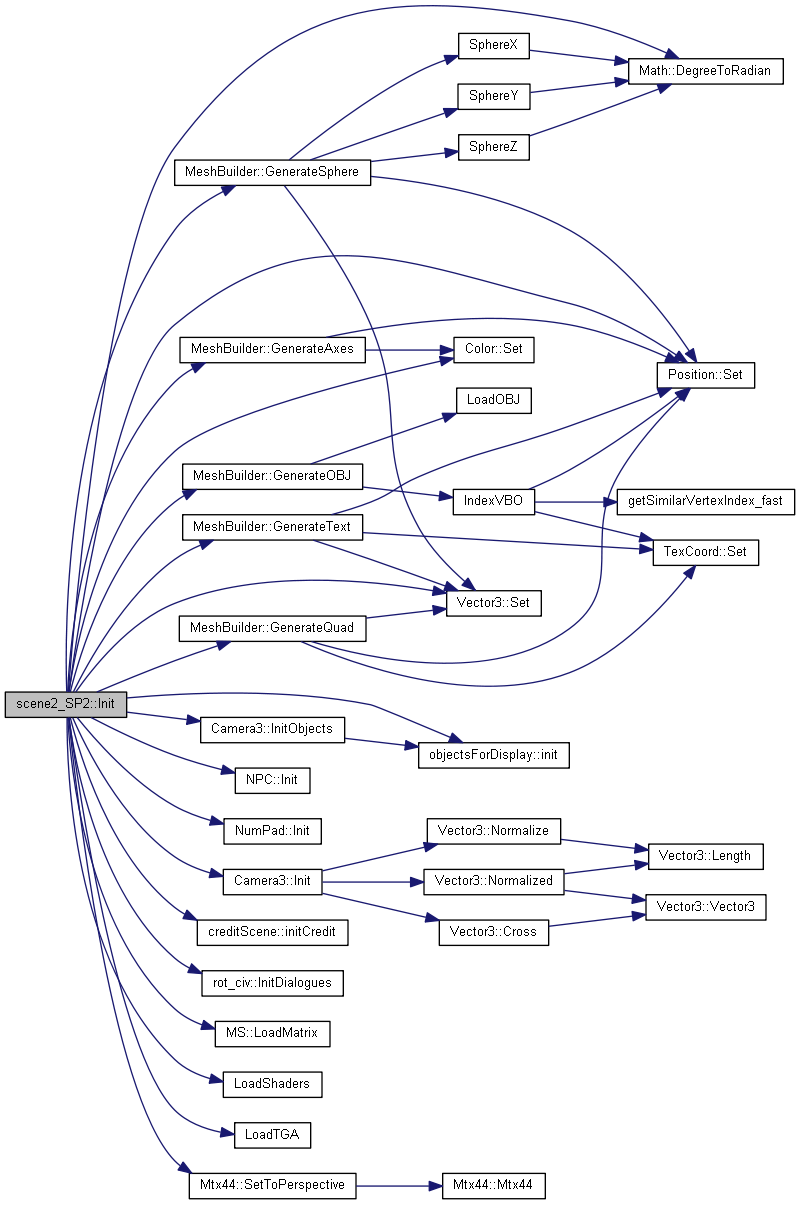 SphereX
Math::DegreeToRadian
SphereY
SphereZ
MeshBuilder::GenerateSphere
MeshBuilder::GenerateAxes
Color::Set
Position::Set
LoadOBJ
MeshBuilder::GenerateOBJ
IndexVBO
getSimilarVertexIndex_fast
MeshBuilder::GenerateText
TexCoord::Set
Vector3::Set
MeshBuilder::GenerateQuad
scene2_SP2::Init
Camera3::InitObjects
objectsForDisplay::init
NPC::Init
NumPad::Init
Vector3::Normalize
Vector3::Length
Camera3::Init
Vector3::Normalized
Vector3::Vector3
creditScene::initCredit
Vector3::Cross
rot_civ::InitDialogues
MS::LoadMatrix
LoadShaders
LoadTGA
Mtx44::SetToPerspective
Mtx44::Mtx44